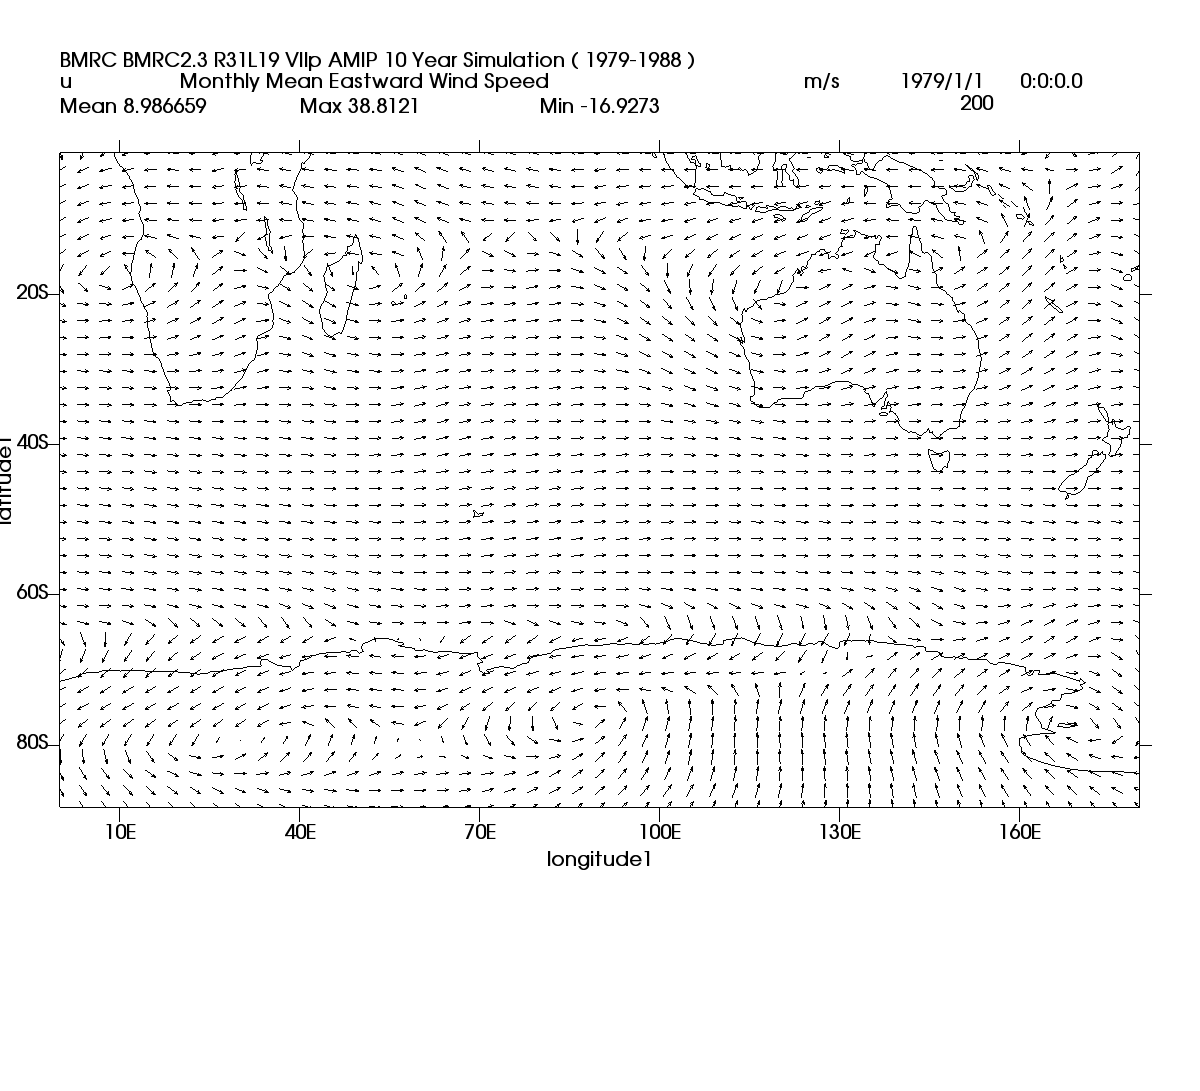 BMRC BMRC2.3 R31L19 VIIp AMIP 10 Year Simulation ( 1979-1988 )
u Monthly Mean Eastward Wind Speed m/s 1979/1/1 0:0:0.0
Mean 8.986659 Max 38.8121 Min -16.9273 200
20S
40S
60S
80S
latitude1
10E 40E 70E 100E 130E 160E
longitude1